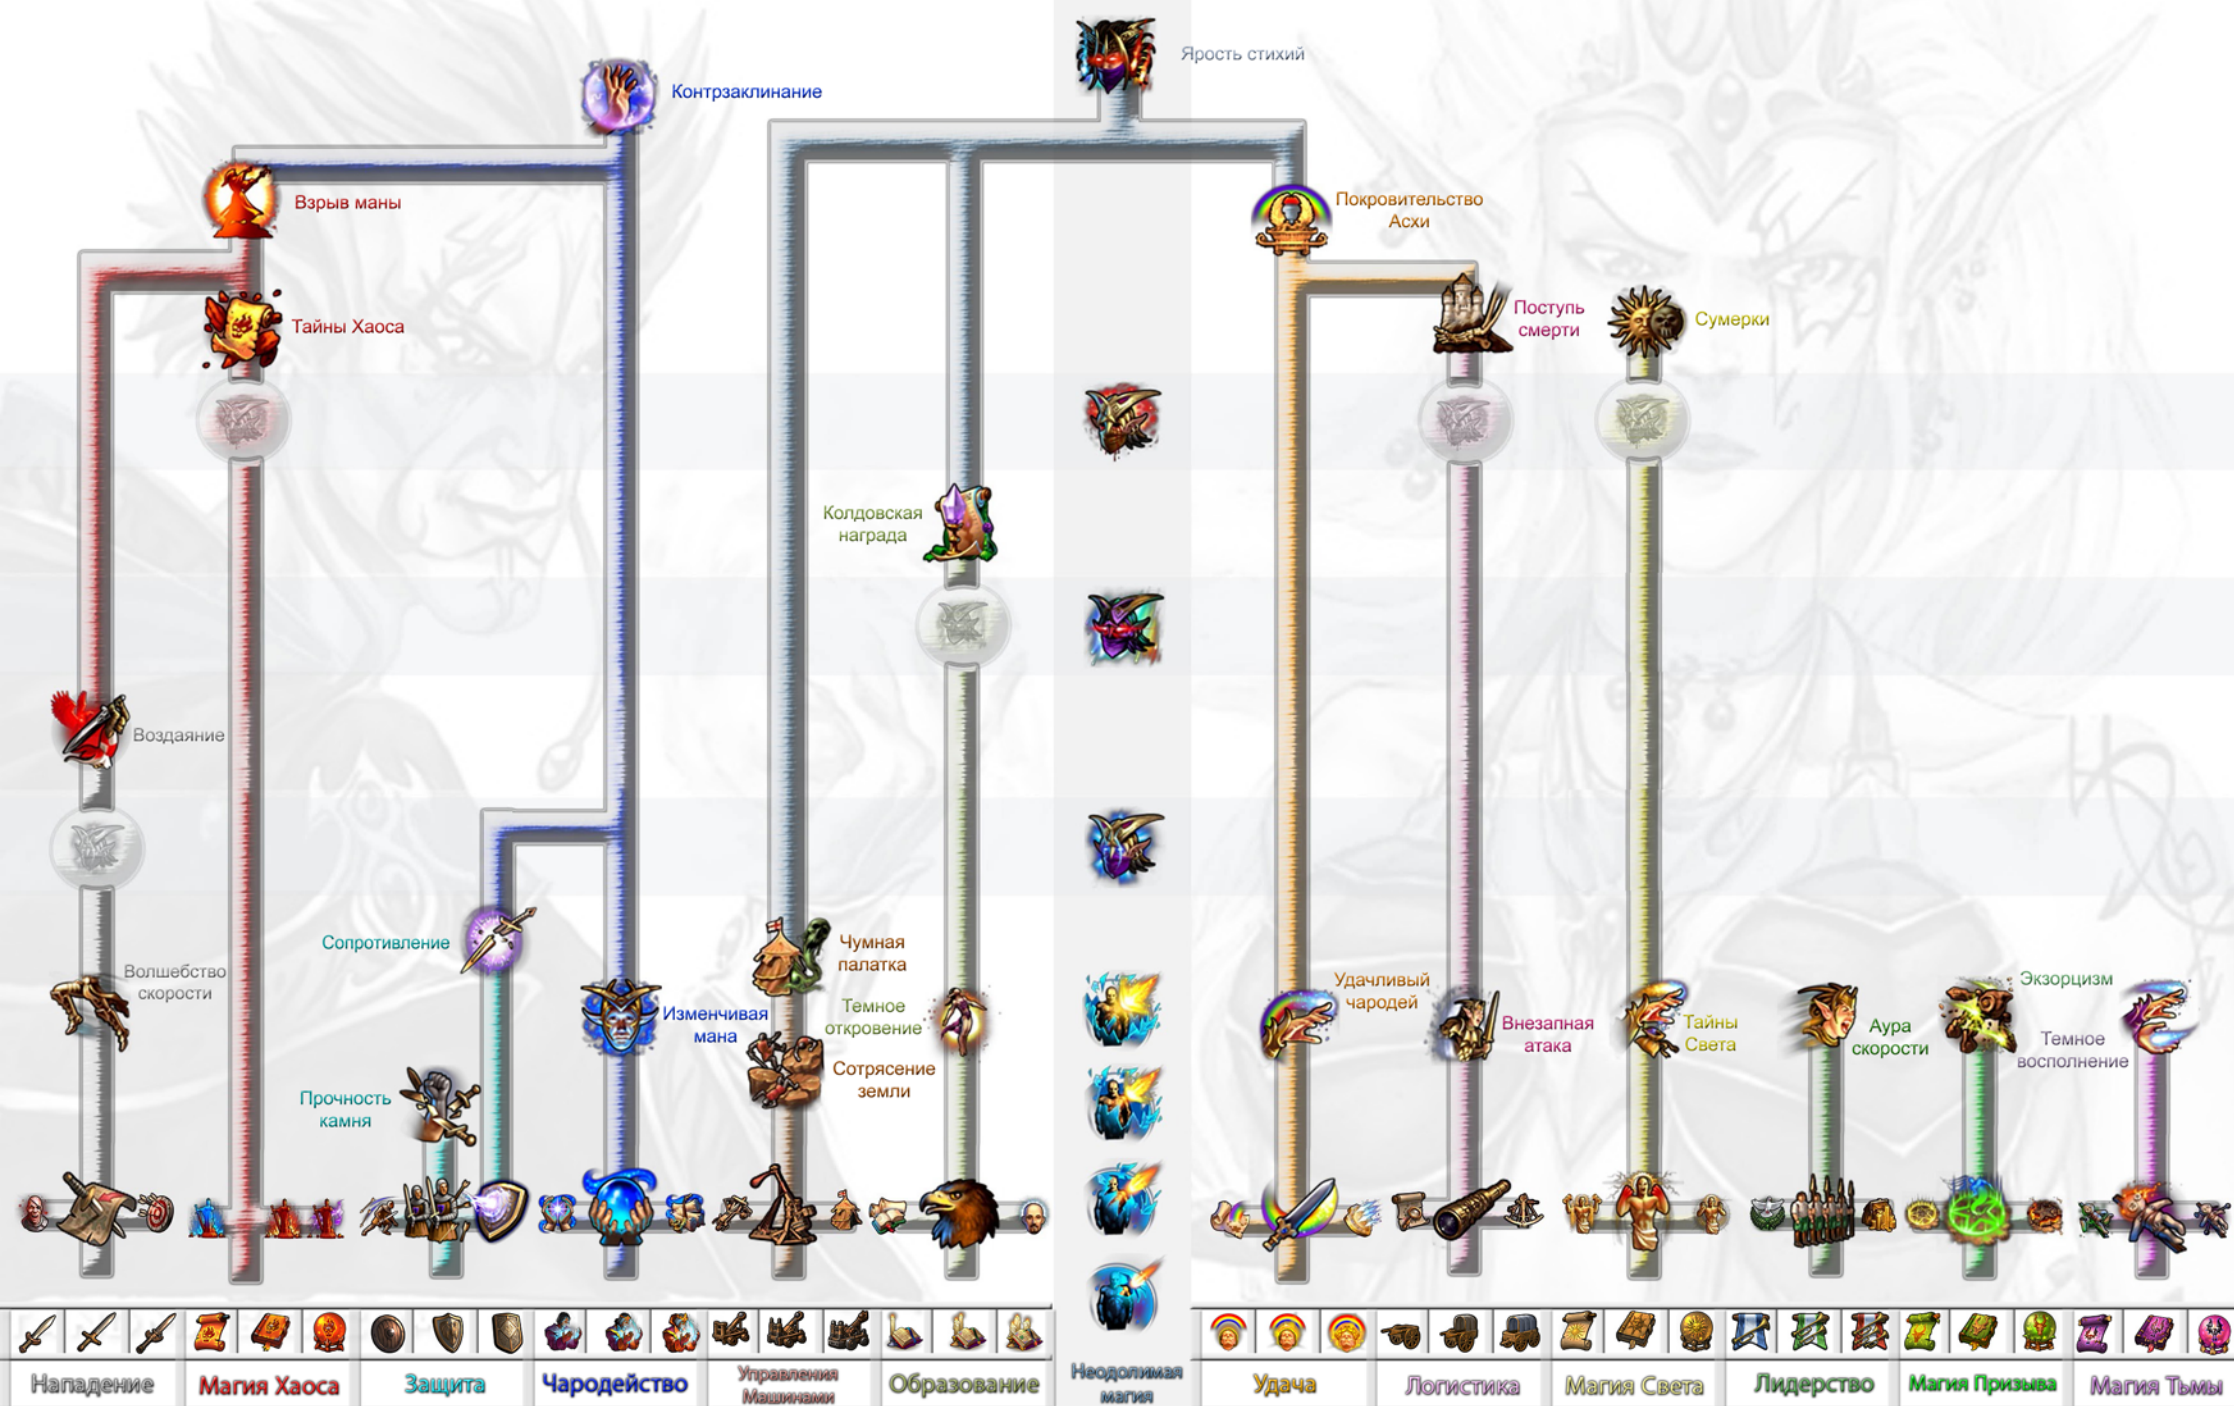 Ярость стихий
Контрзаклинание
Взрыв маны
Покровительство
Асхи
Тайны Хаоса
Поступь
смерти
Сумерки
Колдовская
награда
Воздаяние
Сопротивление
Чумная
палатка
Волшебство
скорости
Изменчивая
мана
Темное
откровение
Удачливый
чародей
Внезапная
атака
Тайны
Света
Аура
скорости
Экзорцизм
Темное
восполнение
Прочность
камня
Сотрясение
земли
Нападение
Магия Хаоса
Защита
Чародейство
Управления
Машинами
Образование
Неодолимая
магия
Удача
Логистика
Магия Света
Лидерство
Магия Призыва
Магия Тьмы